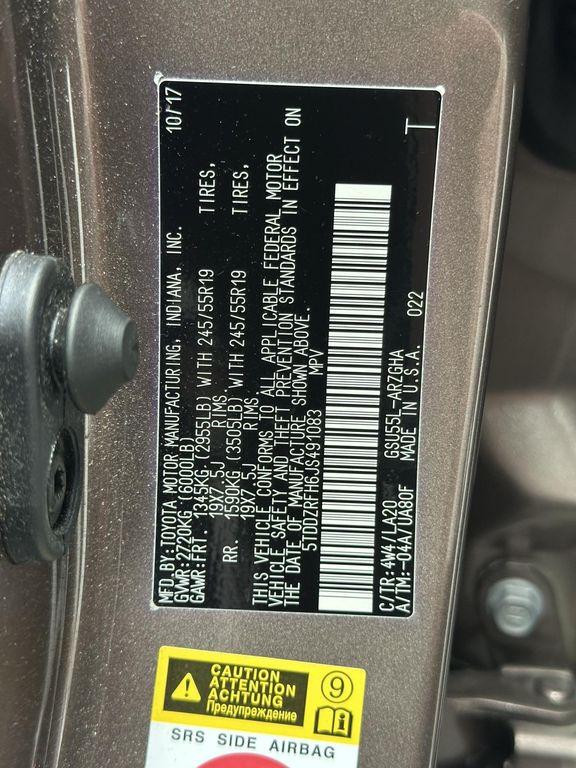 MFD.BY:TOYOTA MOTOR MANUFACTURING, INDIANA, INC. 10/17
GVWR:2720KG(6000LB)
GAWR:FRT. 1345KG (2955LB) WITH 245/55R19 TIRES,
19X7.5J RIMS
RR. 1590KG (3505LB) WITH 245/55R19 TIRES,
19X7.5J RIMS
THIS VEHICLE CONFORMS TO ALL APPLICABLE FEDERAL MOTOR
VEHICLE SAFETY AND THEFT PREVENTION STANDARDS IN EFFECT ON
THE DATE OF MANUFACTURE SHOWN ABOVE.
5TDDZRFH6JS491083 MPV
C/TR:4W4/LA20 GSU55L-ARZGHA
A/TM:-04A/UA80F MADE IN U.S.A. 022 T
CAUTION
ATTENTION
ACHTUNG
Предупреждение
9
SRS SIDE AIRBAG